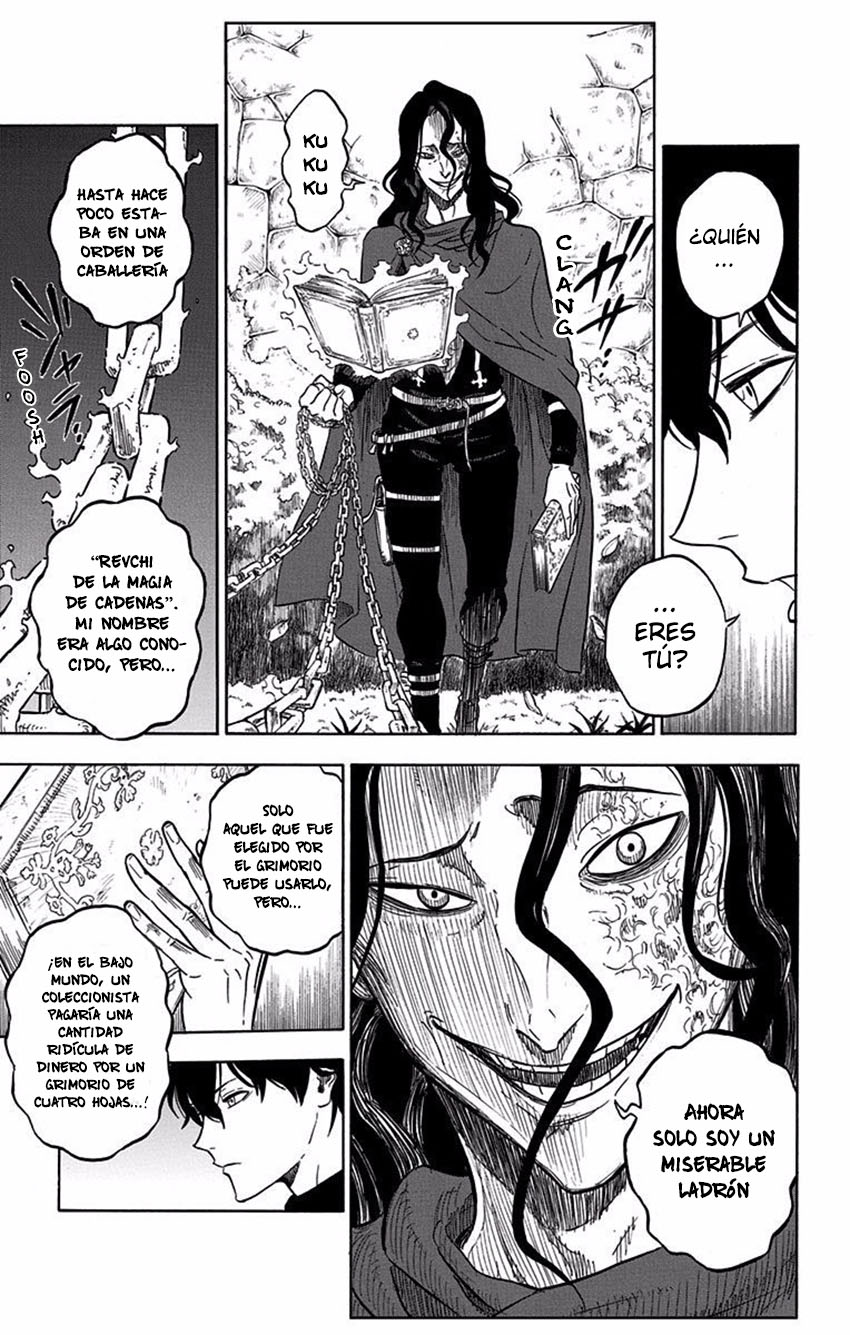 ¿QUIÉN
...
...
ERES
TÚ?
KU
KU
KU
CLANG
HASTA HACE
POCO ESTA-
BA EN UNA
ORDEN DE
CABALLERÍA
FOOSH
"REVCHI
DE LA MAGIA
DE CADENAS".
MI NOMBRE
ERA ALGO CONO-
CIDO, PERO...
AHORA
SOLO SOY UN
MISERABLE
LADRÓN
SOLO
AQUEL QUE FUE
ELEGIDO POR
EL GRIMORIO
PUEDE USARLO,
PERO...
¡EN EL BAJO
MUNDO, UN
COLECCIONISTA
PAGARÍA UNA
CANTIDAD
RIDÍCULA DE
DINERO POR UN
GRIMORIO DE
CUATRO HOJAS...!